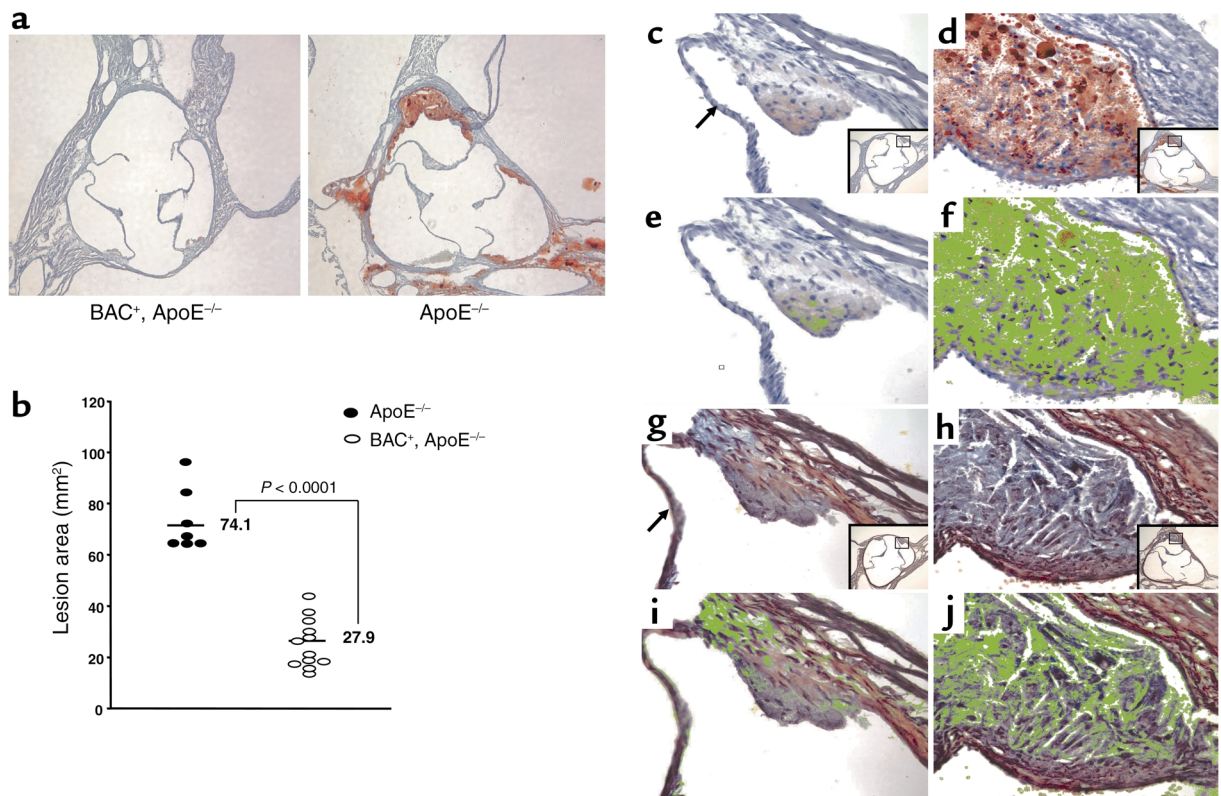 a
BAC⁺, ApoE⁻/⁻
ApoE⁻/⁻
b
120
100
80
60
40
20
0
Lesion area (mm²)
ApoE⁻/⁻
BAC⁺, ApoE⁻/⁻
P < 0.0001
74.1
27.9
c
d
e
f
g
h
i
j